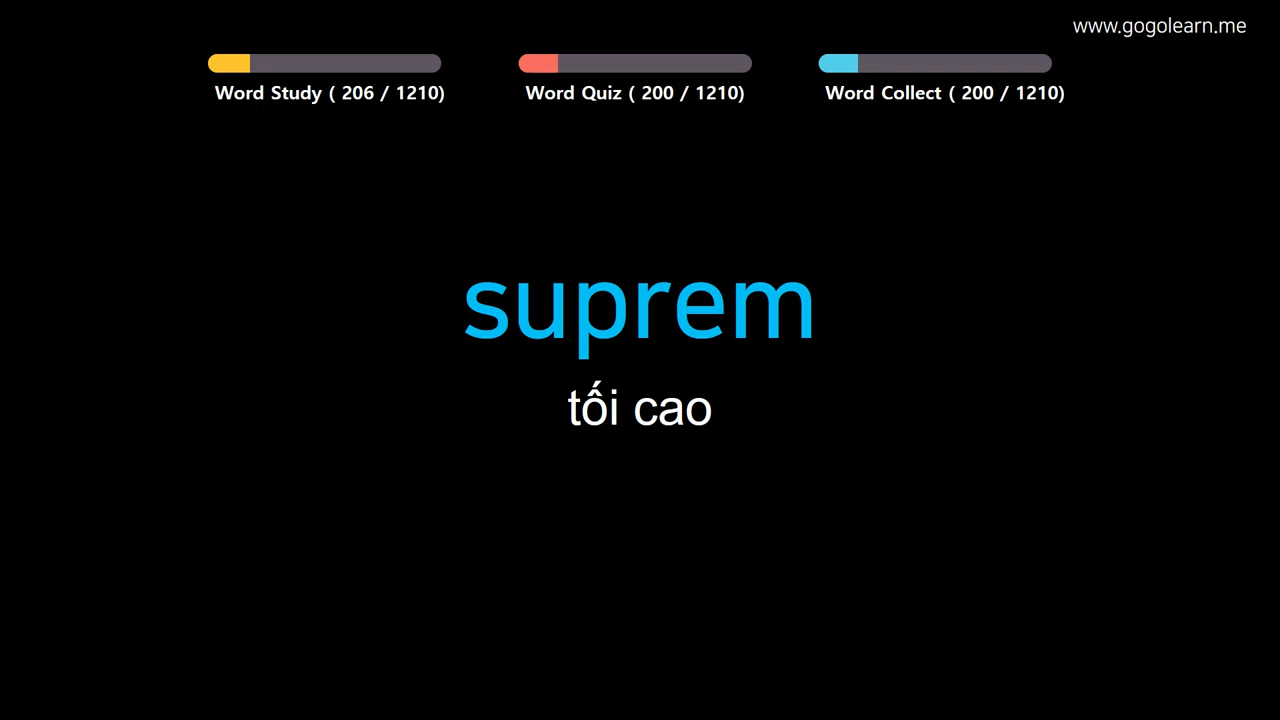 www.gogolearn.me
Word Study ( 206 / 1210)
Word Quiz ( 200 / 1210)
Word Collect ( 200 / 1210)
suprem
tối cao